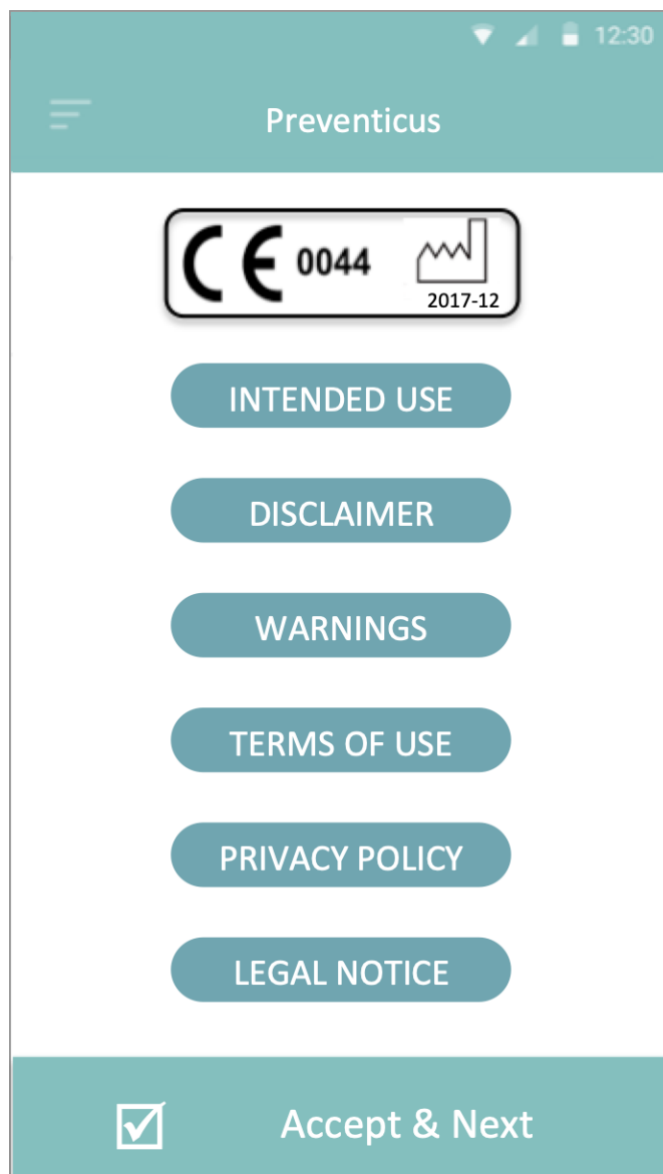 12:30
Preventicus
CE 0044
2017-12
INTENDED USE
DISCLAIMER
WARNINGS
TERMS OF USE
PRIVACY POLICY
LEGAL NOTICE
Accept & Next